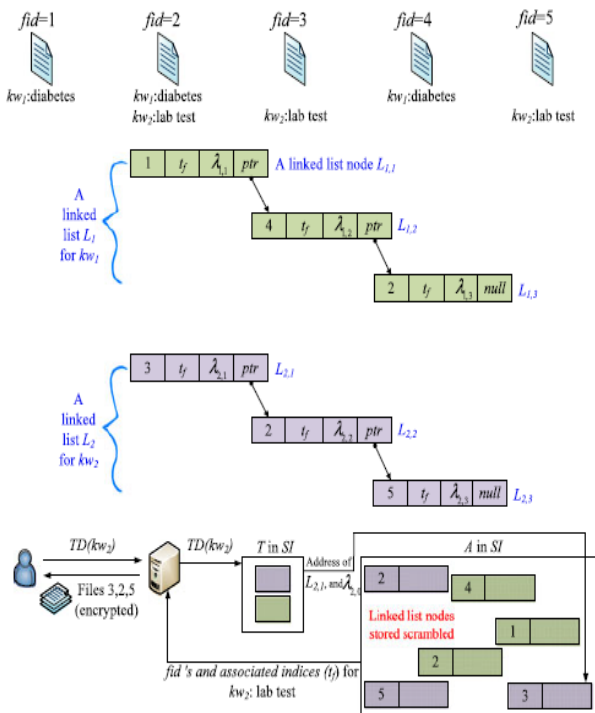 fid=1 fid=2 fid=3 fid=4 fid=5
kw1:diabetes
kw1:diabetes
kw2:lab test
kw2:lab test
kw1:diabetes
kw2:lab test
A linked list L1 for kw1
1 tf λ1,1 ptr A linked list node L1,1
4 tf λ1,2 ptr L1,2
2 tf λ1,3 null L1,3
A linked list L2 for kw2
3 tf λ2,1 ptr L2,1
2 tf λ2,2 ptr L2,2
5 tf λ2,3 null L2,3
TD(kw2)
Files 3,2,5
(encrypted)
TD(kw2)
T in SI
Address of
L2,1, and λ2,0
A in SI
2
4
Linked list nodes
stored scrambled
1
2
5
3
fid 's and associated indices (tf) for
kw2: lab test